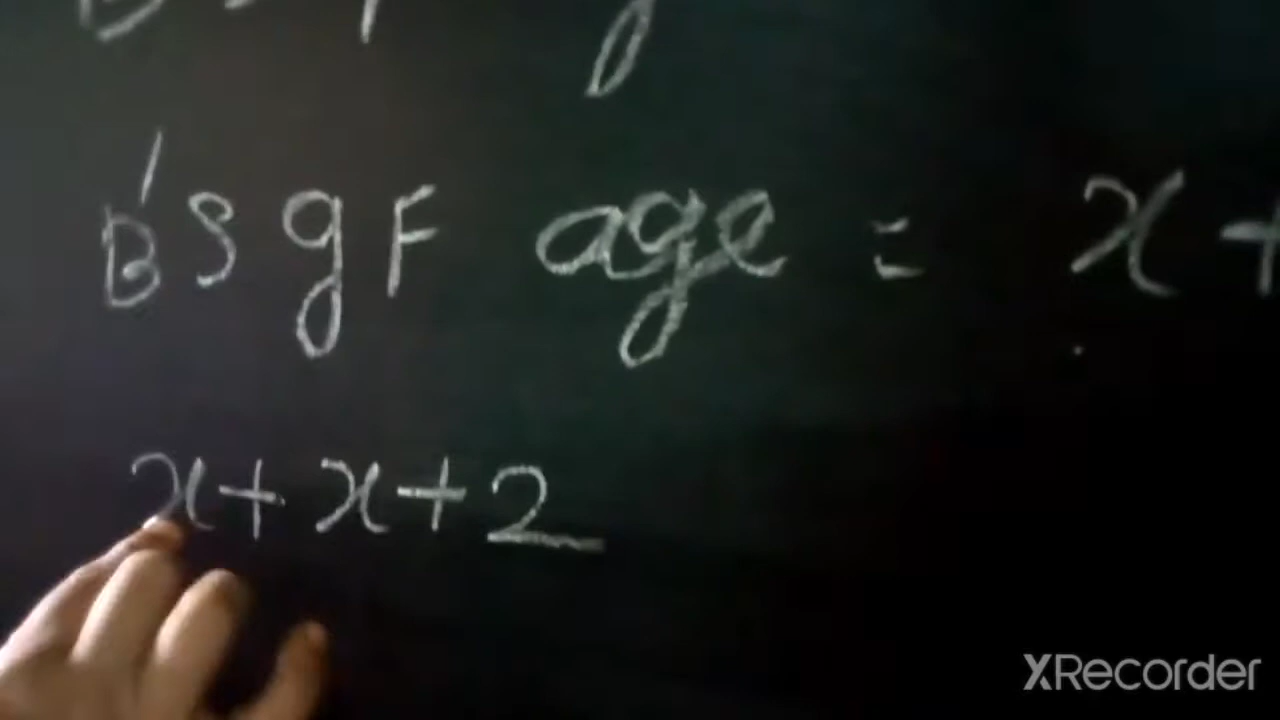 B'S gF age = x +
x + x + 2
XRecorder